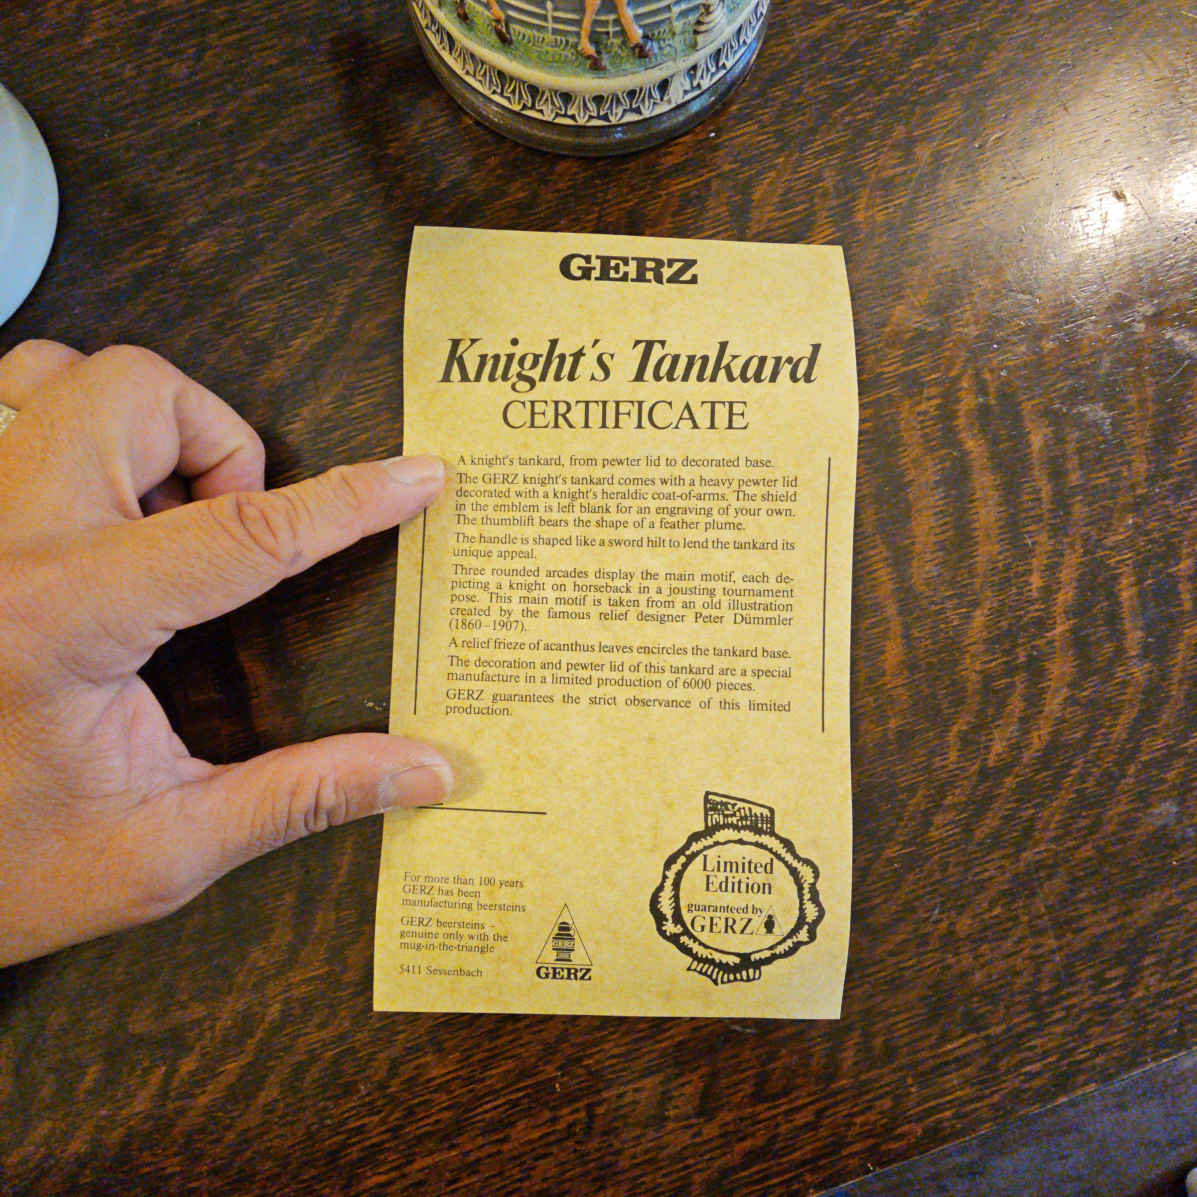 GERZ
Knight's Tankard
CERTIFICATE
A knight's tankard, from pewter lid to decorated base.
The GERZ knight's tankard comes with a heavy pewter lid
decorated with a knight's heraldic coat-of-arms. The shield
in the emblem is left blank for an engraving of your own.
The thumblift bears the shape of a feather plume.
The handle is shaped like a sword hilt to lend the tankard its
unique appeal.
Three rounded arcades display the main motif, each de-
picting a knight on horseback in a jousting tournament
pose. This main motif is taken from an old illustration
created by the famous relief designer Peter Dümmler
(1860–1907).
A relief frieze of acanthus leaves encircles the tankard base.
The decoration and pewter lid of this tankard are a special
manufacture in a limited production of 6000 pieces.
GERZ guarantees the strict observance of this limited
production.
For more than 100 years
GERZ has been
manufacturing beersteins
GERZ beersteins –
genuine only with the
mug-in-the-triangle
5411 Sessenbach
GERZ
GERZ
Limited
Edition
guaranteed by
GERZ